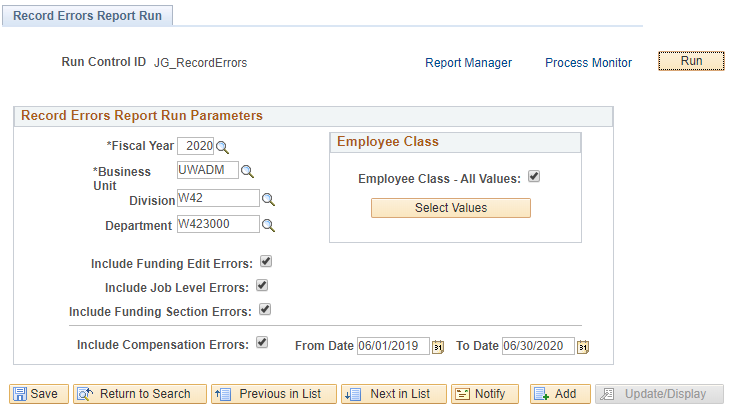 Record Errors Report Run
Run Control ID JG_RecordErrors Report Manager Process Monitor Run
Record Errors Report Run Parameters
*Fiscal Year 2020
*Business Unit UWADM
Division W42
Department W423000
Employee Class
Employee Class - All Values:
Select Values
Include Funding Edit Errors:
Include Job Level Errors:
Include Funding Section Errors:
Include Compensation Errors: From Date 06/01/2019 31 To Date 06/30/2020 31
Save Return to Search Previous in List Next in List Notify Add Update/Display